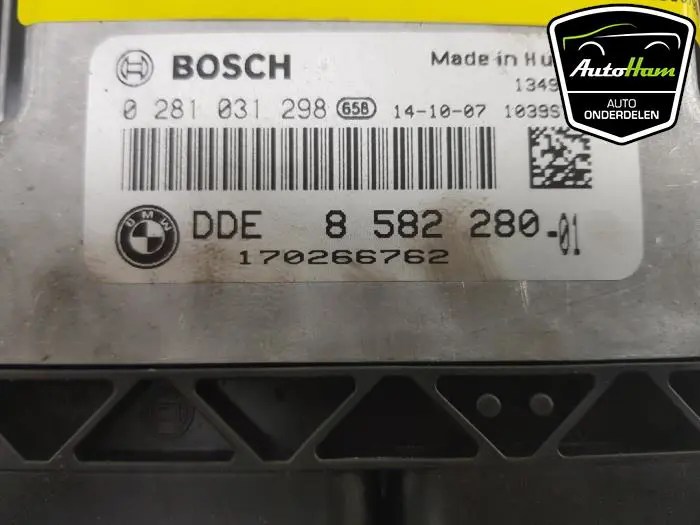 BOSCH
Made in Hu
1349
0 281 031 298 658 14-10-07 1039S
BMW DDE 8 582 280-01
170266762
AutoHam
AUTO
ONDERDELEN